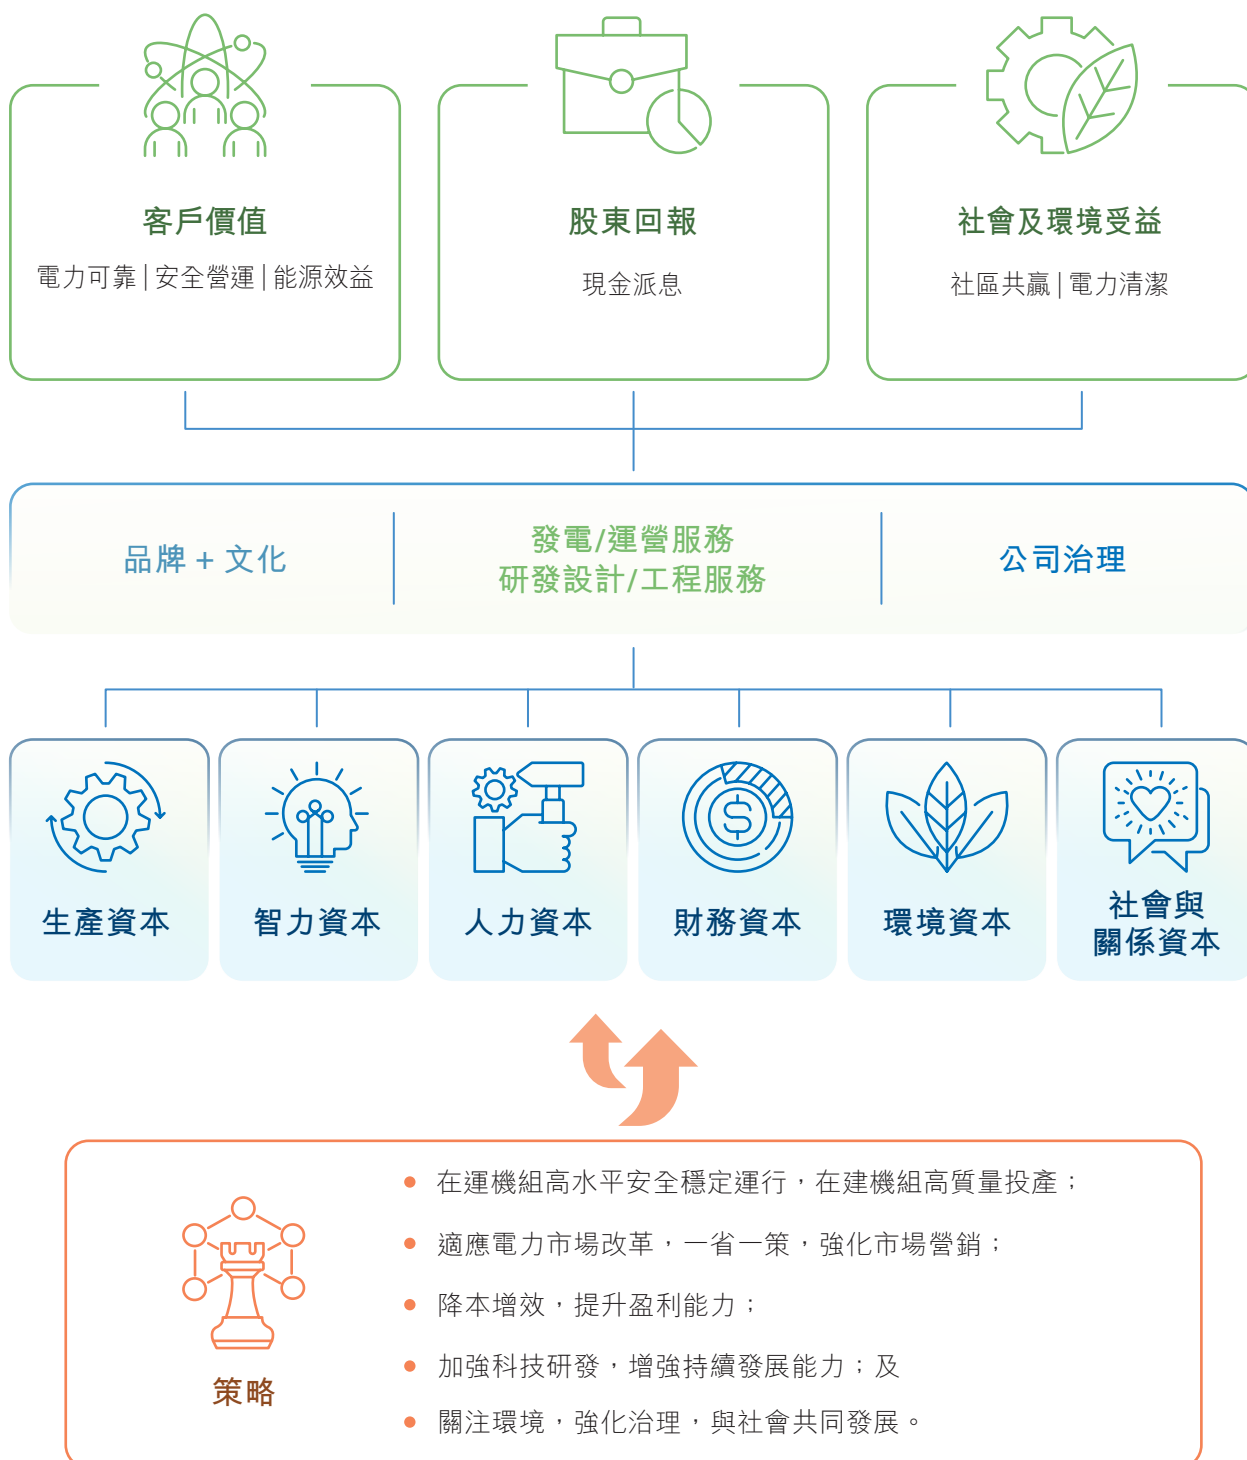 客戶價值
電力可靠|安全營運|能源效益
股東回報
現金派息
社會及環境受益
社區共贏|電力清潔
品牌 + 文化
發電/運營服務
研發設計/工程服務
公司治理
生產資本
智力資本
人力資本
財務資本
環境資本
社會與
關係資本
策略
在運機組高水平安全穩定運行，在建機組高質量投產；
適應電力市場改革，一省一策，強化市場營銷；
降本增效，提升盈利能力；
加強科技研發，增強持續發展能力；及
關注環境，強化治理，與社會共同發展。